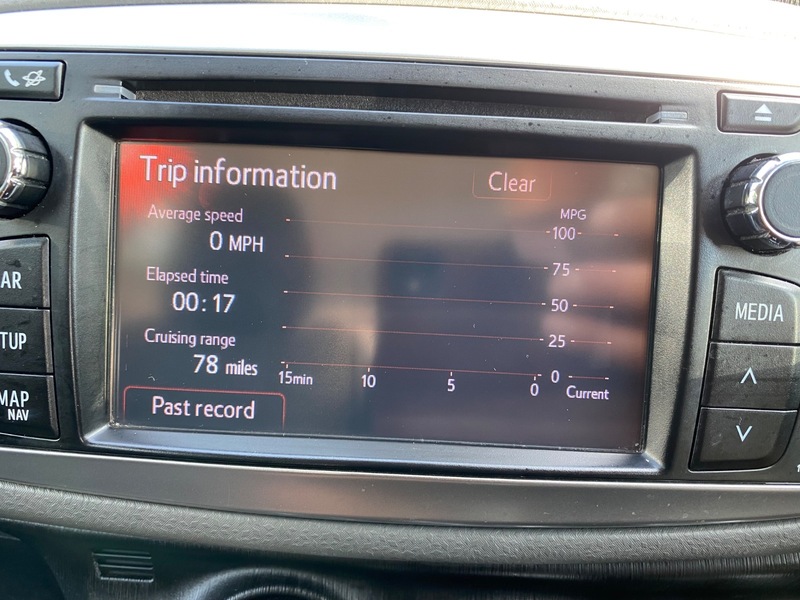 Trip information
Clear
Average speed
0 MPH
Elapsed time
00:17
Cruising range
78 miles
Past record
MPG
100
75
50
25
0
15min 10 5 0 Current
AR
TUP
MAP
NAV
MEDIA